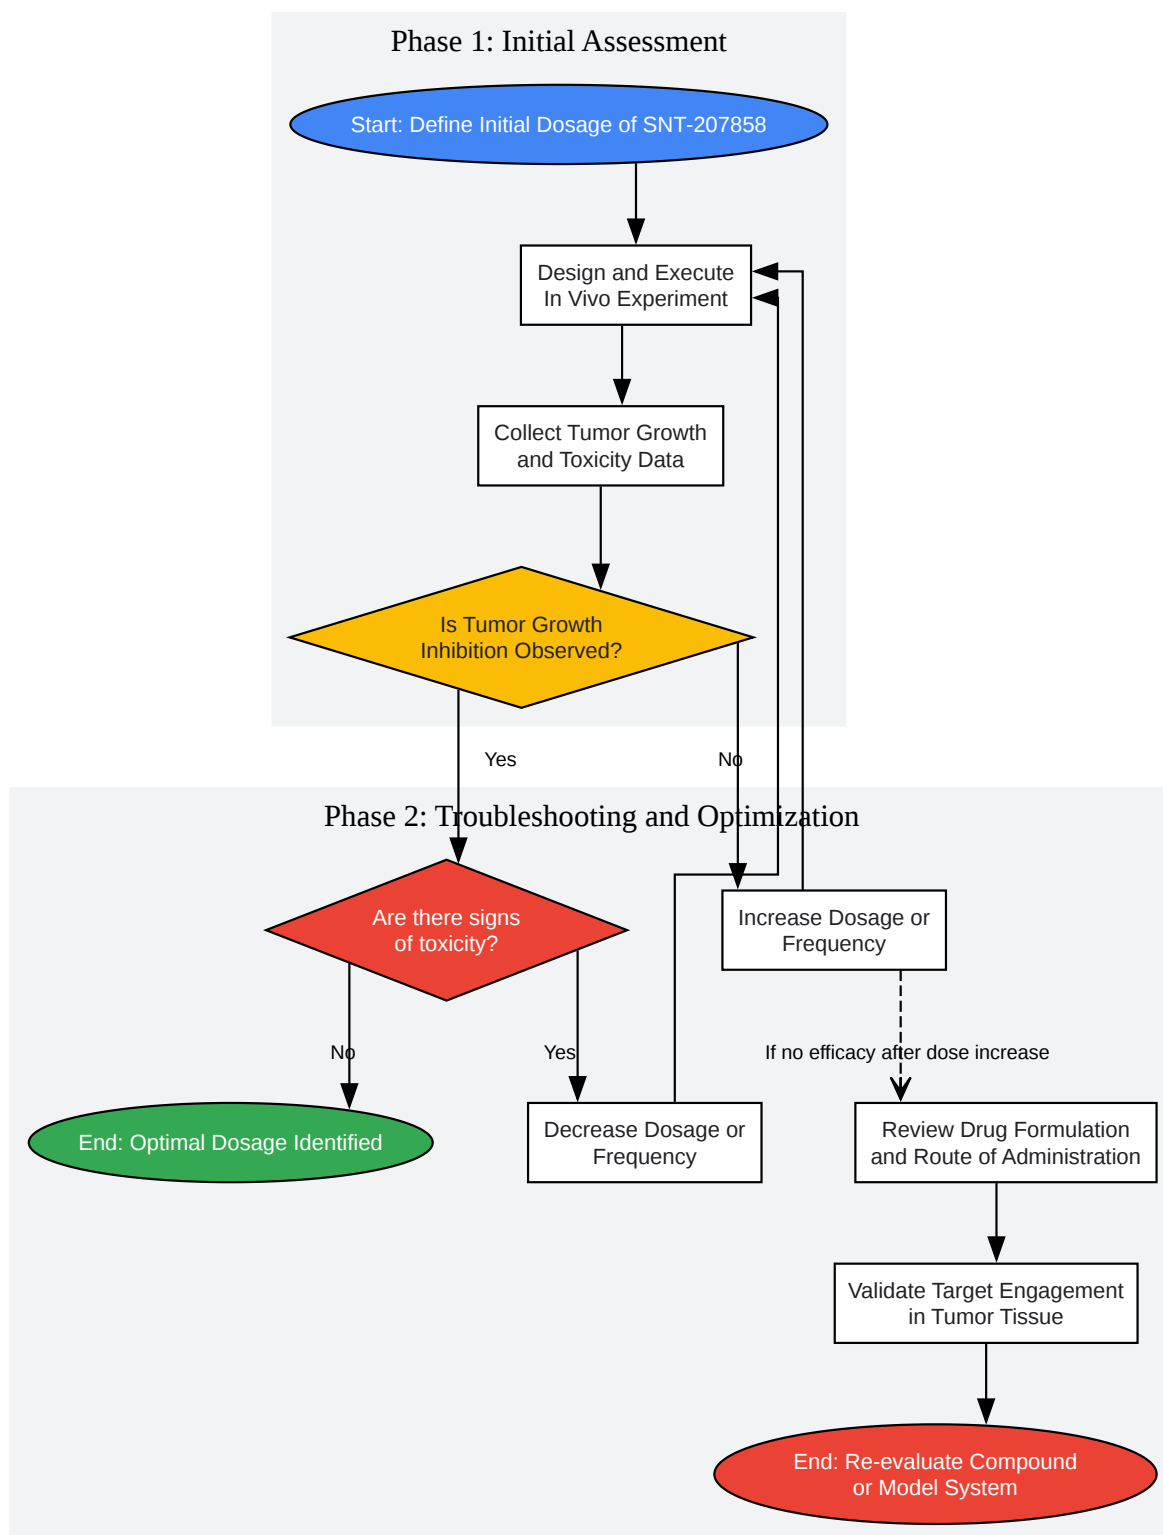 Phase 1: Initial Assessment
Start: Define Initial Dosage of SNT-207858
Design and Execute
In Vivo Experiment
Collect Tumor Growth
and Toxicity Data
Is Tumor Growth
Inhibition Observed?
Yes
No
Phase 2: Troubleshooting and Optimization
Are there signs
of toxicity?
Increase Dosage or
Frequency
No
Yes
If no efficacy after dose increase
End: Optimal Dosage Identified
Decrease Dosage or
Frequency
Review Drug Formulation
and Route of Administration
Validate Target Engagement
in Tumor Tissue
End: Re-evaluate Compound
or Model System